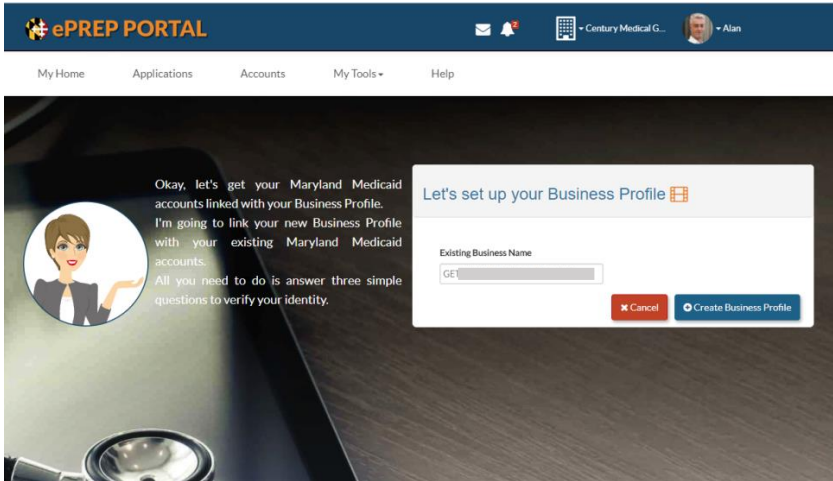 ePREP PORTAL
2
Century Medical G...
Alan
My Home
Applications
Accounts
My Tools
Help
Okay, let's get your Maryland Medicaid
accounts linked with your Business Profile.
I'm going to link your new Business Profile
with your existing Maryland Medicaid
accounts.
All you need to do is answer three simple
questions to verify your identity.
Let's set up your Business Profile
Existing Business Name
GET
Cancel
Create Business Profile